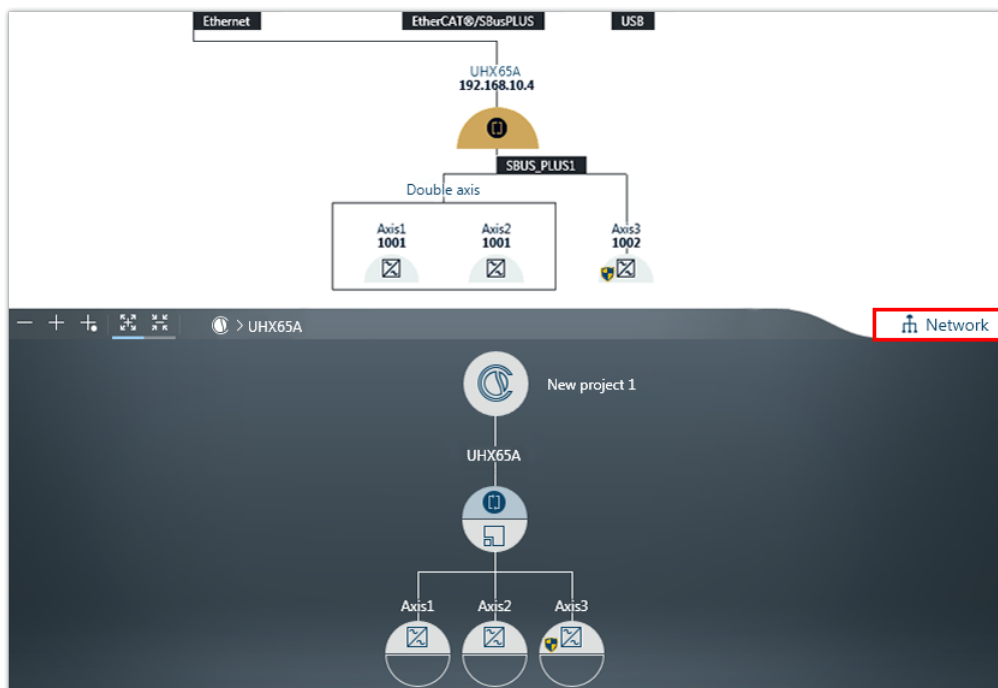 Ethernet
EtherCAT®/SBusPLUS
USB
UHX65A
192.168.10.4
SBUS_PLUS1
Double axis
Axis1
1001
Axis2
1001
Axis3
1002
> UHX65A
Network
New project 1
UHX65A
Axis1
Axis2
Axis3